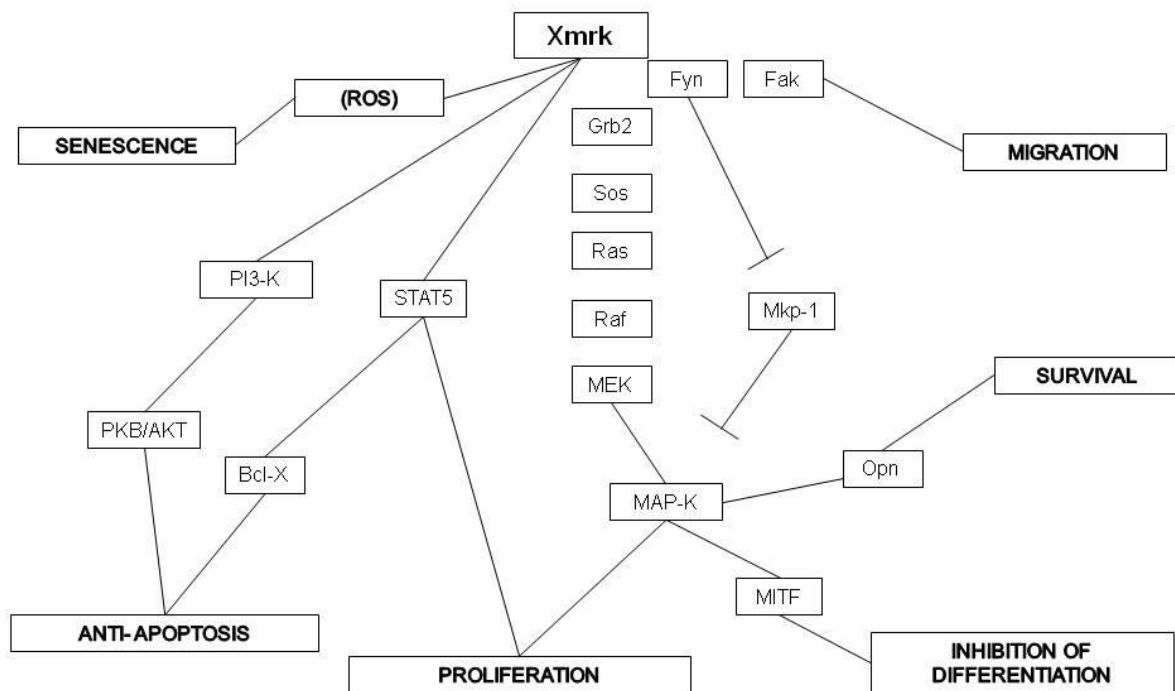 Xmrk
Fyn
Fak
(ROS)
Grb2
SENESCENCE
MIGRATION
Sos
Ras
PI3-K
STAT5
Raf
Mkp-1
MEK
SURVIVAL
PKB/AKT
Bcl-X
Opn
MAP-K
MITF
ANTI- APOPTOSIS
PROLIFERATION
INHIBITION OF
DIFFERENTIATION